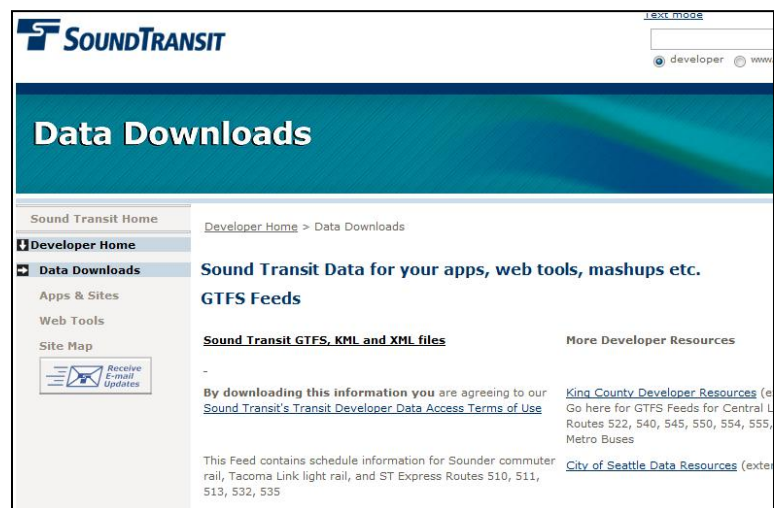 Text mode
SOUNDTRANSIT
developer www.
Data Downloads
Sound Transit Home
Developer Home
Data Downloads
Apps & Sites
Web Tools
Site Map
Receive
E-mail
Updates
Developer Home > Data Downloads
Sound Transit Data for your apps, web tools, mashups etc.
GTFS Feeds
Sound Transit GTFS, KML and XML files
-
By downloading this information you are agreeing to our
Sound Transit's Transit Developer Data Access Terms of Use
This Feed contains schedule information for Sounder commuter
rail, Tacoma Link light rail, and ST Express Routes 510, 511,
513, 532, 535
More Developer Resources
King County Developer Resources (e
Go here for GTFS Feeds for Central L
Routes 522, 540, 545, 550, 554, 555,
Metro Buses
City of Seattle Data Resources (exter